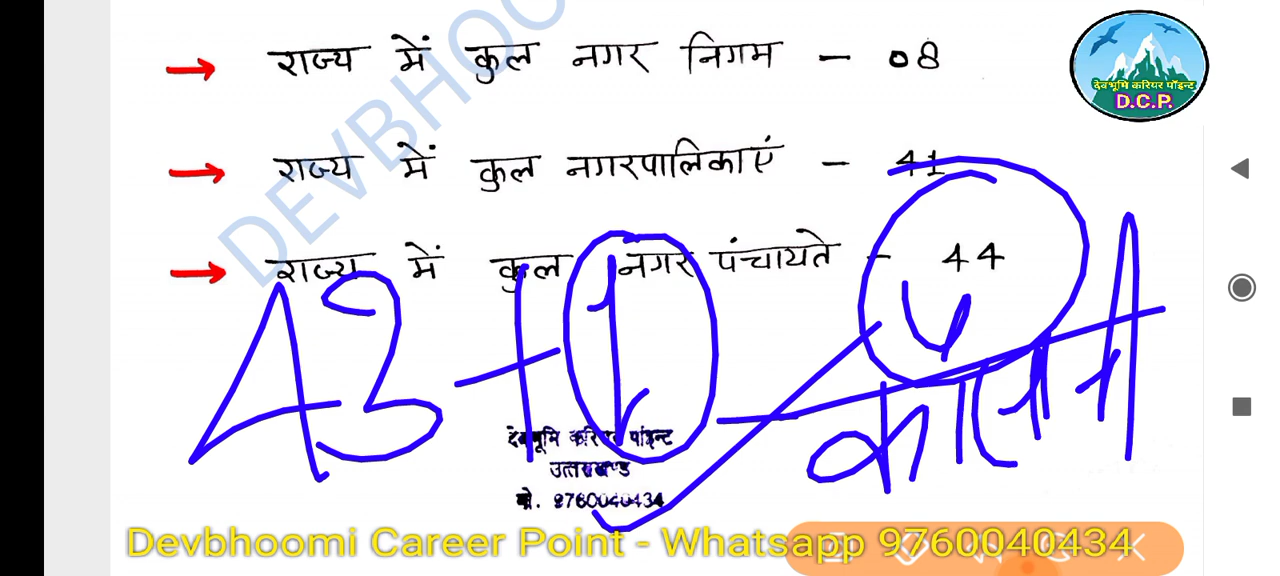 → राज्य में कुल नगर निगम - 08
→ राज्य में कुल नगरपालिकाएं - 41
→ राज्य में कुल नगर पंचायते - 44
43 + 1
देवभूमि करियर पॉइन्ट
D.C.P.
DEVBHOO
देवभूमि करियर पांइन्ट
उत्तराखण्ड
मो. 9760040434
Devbhoomi Career Point - Whatsapp 9760040434